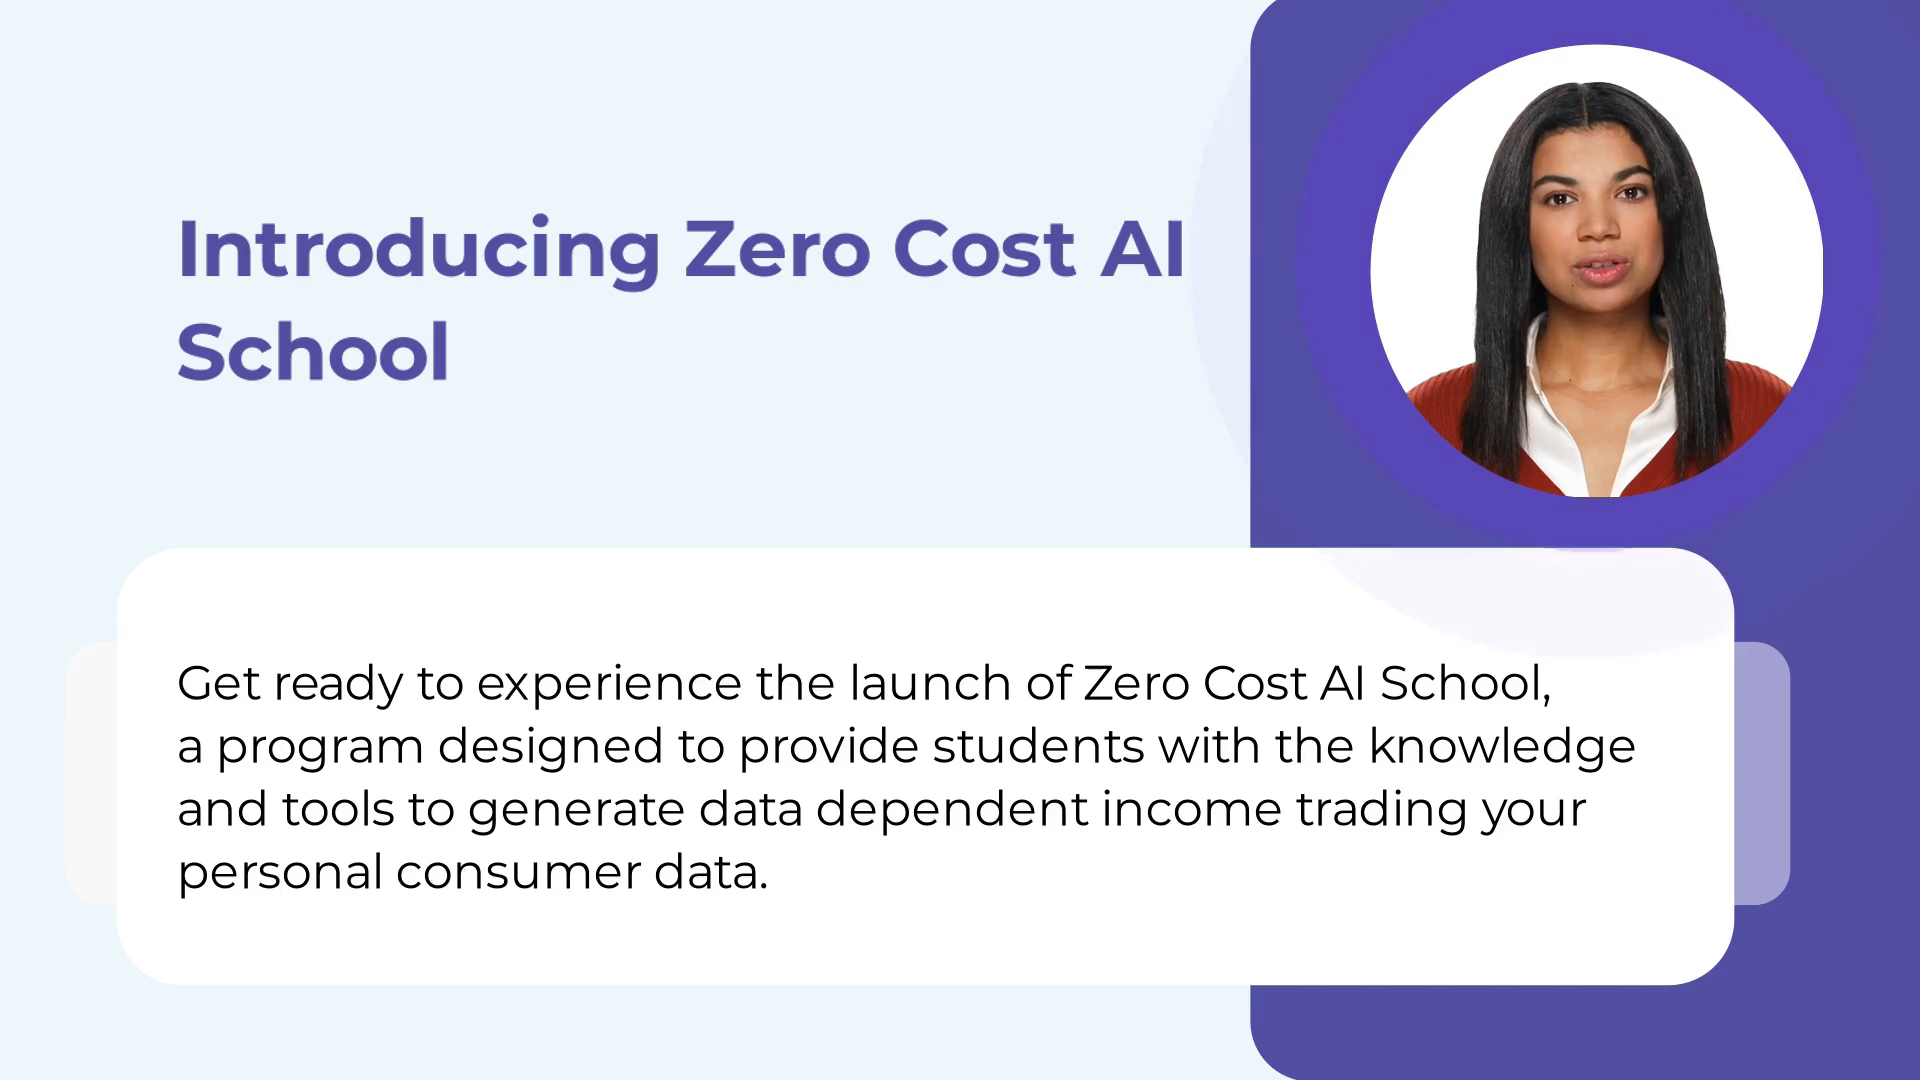 Introducing Zero Cost AI
School
Get ready to experience the launch of Zero Cost AI School,
a program designed to provide students with the knowledge
and tools to generate data dependent income trading your
personal consumer data.